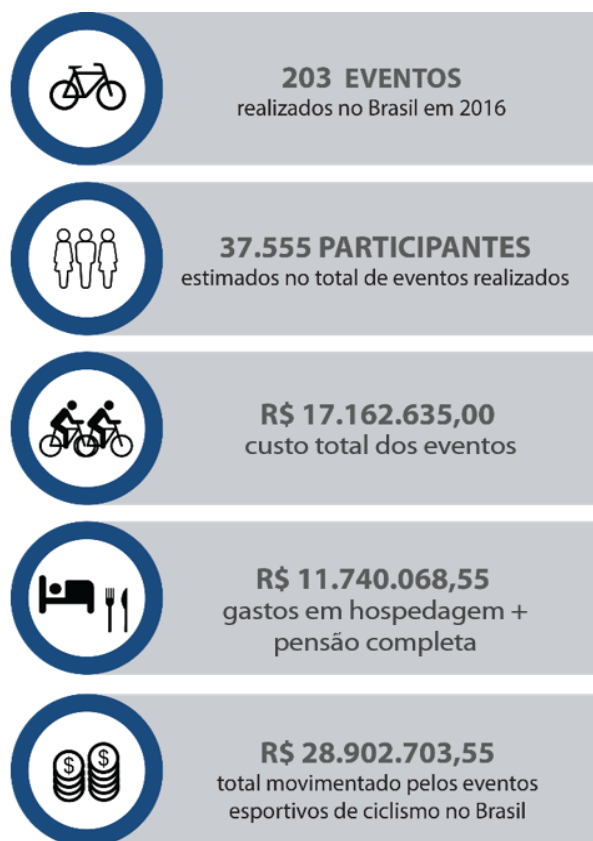 203 EVENTOS
realizados no Brasil em 2016
37.555 PARTICIPANTES
estimados no total de eventos realizados
R$ 17.162.635,00
custo total dos eventos
R$ 11.740.068,55
gastos em hospedagem +
pensão completa
$
$
R$ 28.902.703,55
total movimentado pelos eventos
esportivos de ciclismo no Brasil